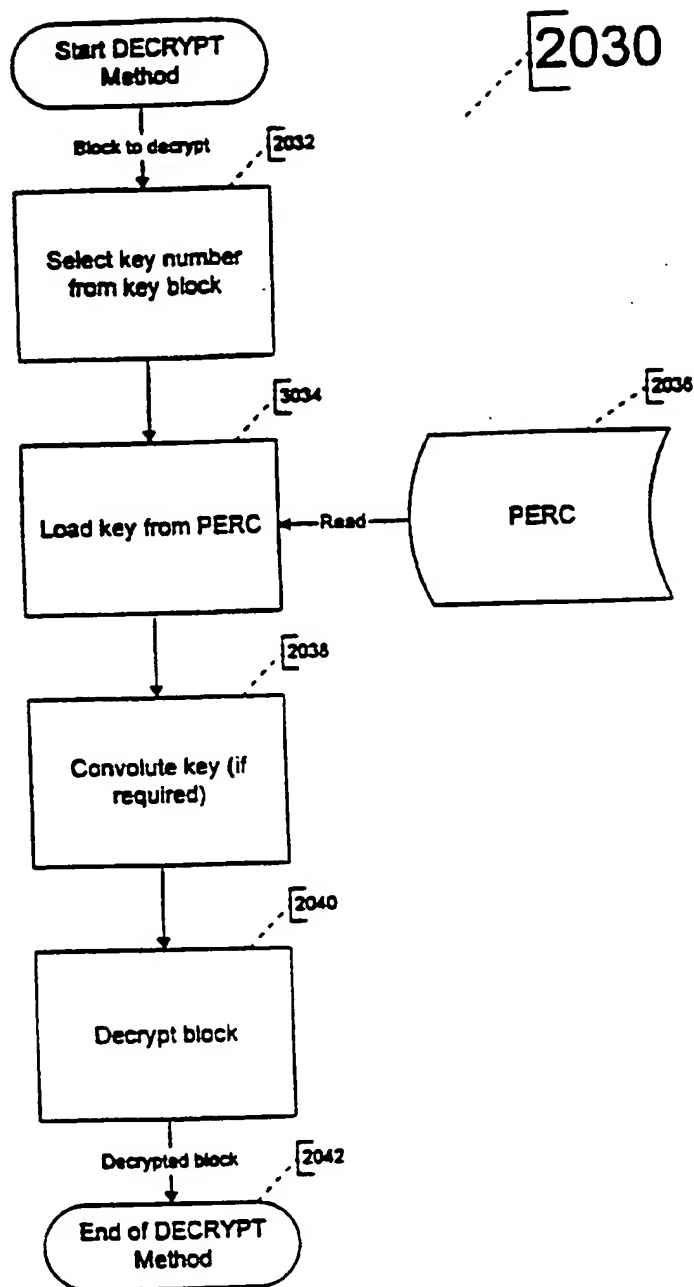 Start DECRYPT
Method
2030
Block to decrypt
2032
Select key number
from key block
3034
2036
Load key from PERC
Read
PERC
2038
Convolute key (if
required)
2040
Decrypt block
Decrypted block
2042
End of DECRYPT
Method